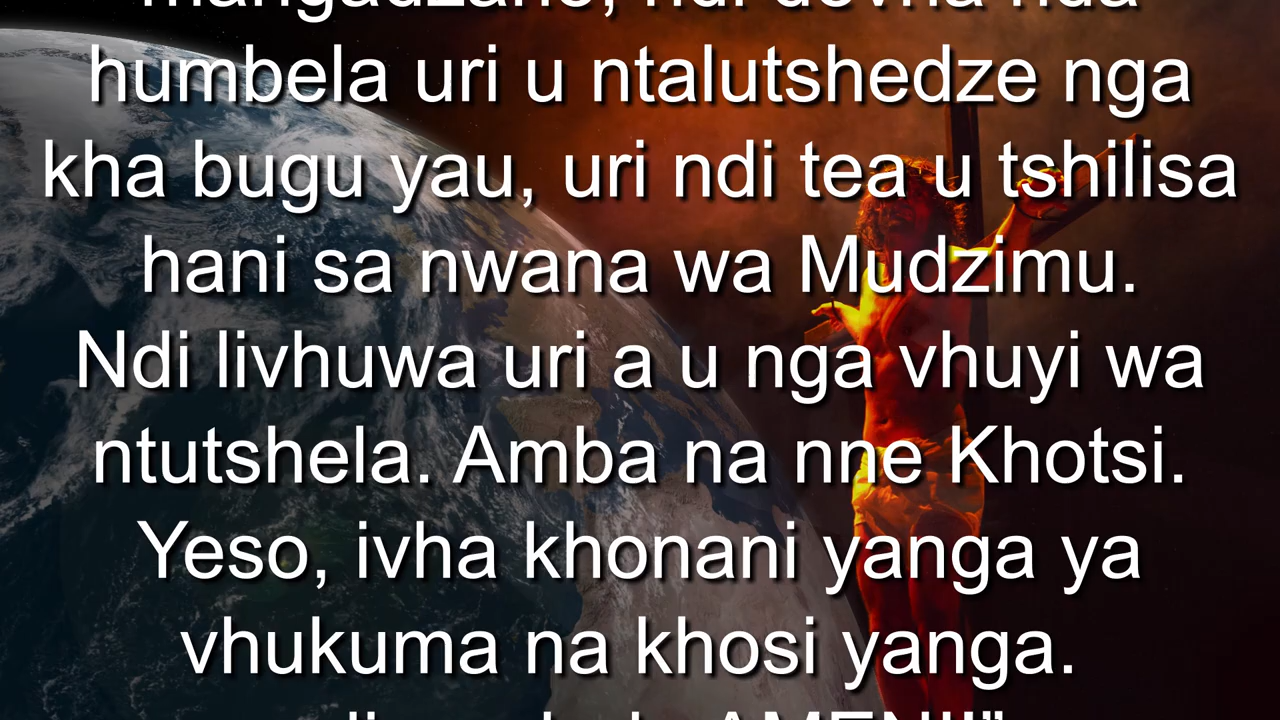 humbela uri u ntalutshedze nga
kha bugu yau, uri ndi tea u tshilisa
hani sa nwana wa Mudzimu.
Ndi livhuwa uri a u nga vhuyi wa
ntutshela. Amba na nne Khotsi.
Yeso, ivha khonani yanga ya
vhukuma na khosi yanga.
AMEN!!"